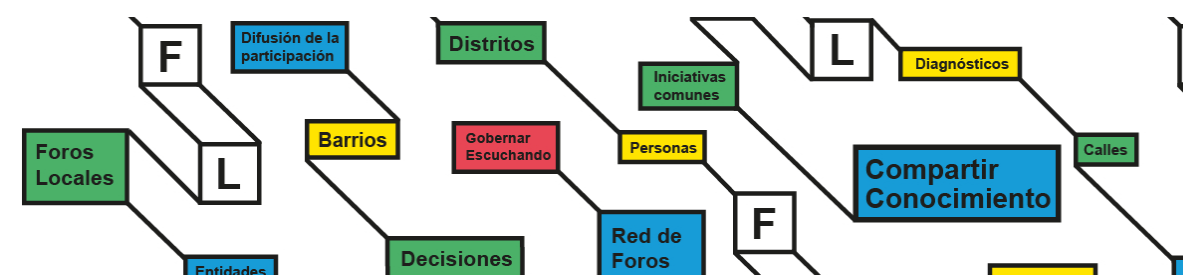 F
Difusión de la
participación
Distritos
L
Iniciativas
comunes
Diagnósticos
Foros
Locales
L
Barrios
Gobernar
Escuchando
Personas
Compartir
Conocimiento
Calles
F
Red de
Foros
Decisiones
Entidades